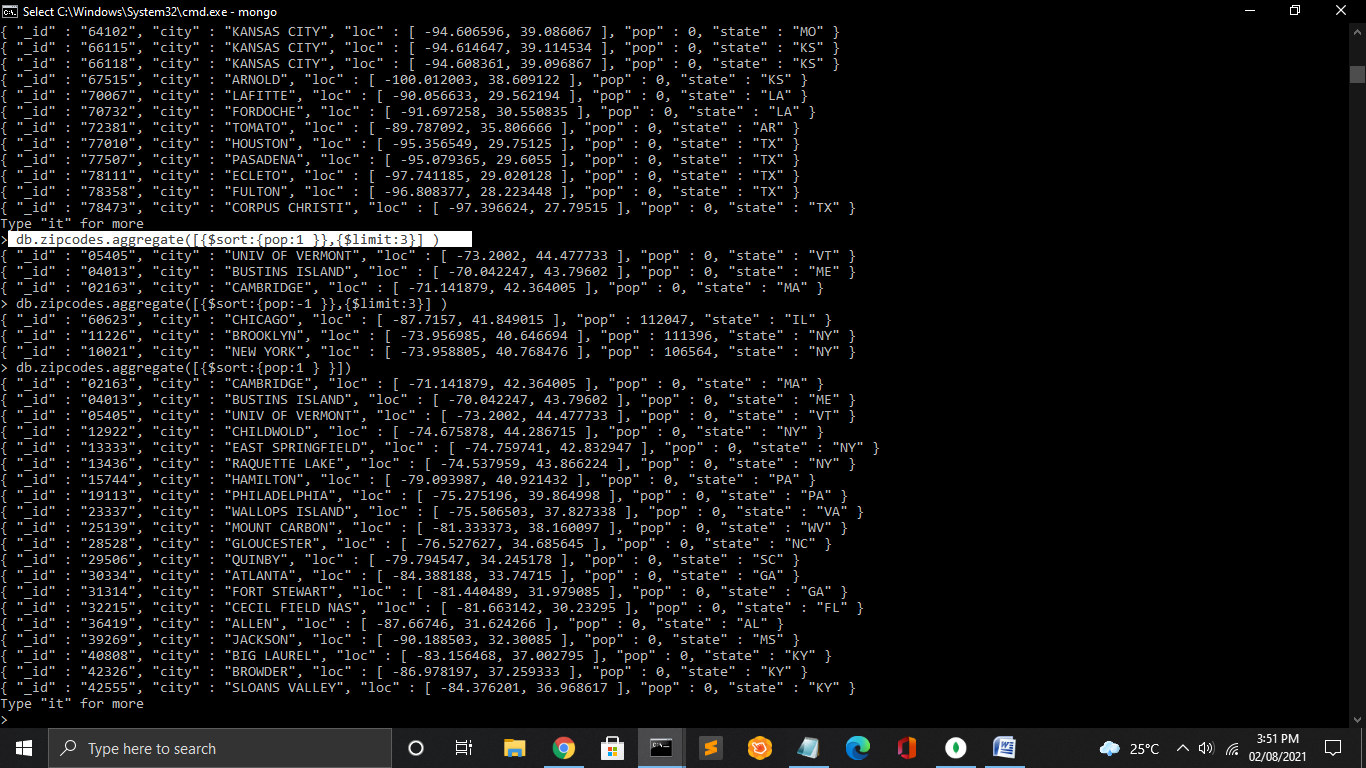 Select C:\Windows\System32\cmd.exe - mongo
{ "_id" : "64102", "city" : "KANSAS CITY", "loc" : [ -94.606596, 39.086067 ], "pop" : 0, "state" : "MO" }
{ "_id" : "66115", "city" : "KANSAS CITY", "loc" : [ -94.614647, 39.114534 ], "pop" : 0, "state" : "KS" }
{ "_id" : "66118", "city" : "KANSAS CITY", "loc" : [ -94.608361, 39.096867 ], "pop" : 0, "state" : "KS" }
{ "_id" : "67515", "city" : "ARNOLD", "loc" : [ -100.012003, 38.609122 ], "pop" : 0, "state" : "KS" }
{ "_id" : "70067", "city" : "LAFITTE", "loc" : [ -90.056633, 29.562194 ], "pop" : 0, "state" : "LA" }
{ "_id" : "70732", "city" : "FORDOCHE", "loc" : [ -91.697258, 30.550835 ], "pop" : 0, "state" : "LA" }
{ "_id" : "72381", "city" : "TOMATO", "loc" : [ -89.787092, 35.806666 ], "pop" : 0, "state" : "AR" }
{ "_id" : "77010", "city" : "HOUSTON", "loc" : [ -95.356549, 29.75125 ], "pop" : 0, "state" : "TX" }
{ "_id" : "77507", "city" : "PASADENA", "loc" : [ -95.079365, 29.6055 ], "pop" : 0, "state" : "TX" }
{ "_id" : "78111", "city" : "ECLETO", "loc" : [ -97.741185, 29.020128 ], "pop" : 0, "state" : "TX" }
{ "_id" : "78358", "city" : "FULTON", "loc" : [ -96.808377, 28.223448 ], "pop" : 0, "state" : "TX" }
{ "_id" : "78473", "city" : "CORPUS CHRISTI", "loc" : [ -97.396624, 27.79515 ], "pop" : 0, "state" : "TX" }
Type "it" for more
> db.zipcodes.aggregate([{$sort:{pop:1 }},{$limit:3}] )
{ "_id" : "05405", "city" : "UNIV OF VERMONT", "loc" : [ -73.2002, 44.477733 ], "pop" : 0, "state" : "VT" }
{ "_id" : "04013", "city" : "BUSTINS ISLAND", "loc" : [ -70.042247, 43.79602 ], "pop" : 0, "state" : "ME" }
{ "_id" : "02163", "city" : "CAMBRIDGE", "loc" : [ -71.141879, 42.364005 ], "pop" : 0, "state" : "MA" }
> db.zipcodes.aggregate([{$sort:{pop:-1 }},{$limit:3}] )
{ "_id" : "60623", "city" : "CHICAGO", "loc" : [ -87.7157, 41.849015 ], "pop" : 112047, "state" : "IL" }
{ "_id" : "11226", "city" : "BROOKLYN", "loc" : [ -73.956985, 40.646694 ], "pop" : 111396, "state" : "NY" }
{ "_id" : "10021", "city" : "NEW YORK", "loc" : [ -73.958805, 40.768476 ], "pop" : 106564, "state" : "NY" }
> db.zipcodes.aggregate([{$sort:{pop:1 } }])
{ "_id" : "02163", "city" : "CAMBRIDGE", "loc" : [ -71.141879, 42.364005 ], "pop" : 0, "state" : "MA" }
{ "_id" : "04013", "city" : "BUSTINS ISLAND", "loc" : [ -70.042247, 43.79602 ], "pop" : 0, "state" : "ME" }
{ "_id" : "05405", "city" : "UNIV OF VERMONT", "loc" : [ -73.2002, 44.477733 ], "pop" : 0, "state" : "VT" }
{ "_id" : "12922", "city" : "CHILDWOLD", "loc" : [ -74.675878, 44.286715 ], "pop" : 0, "state" : "NY" }
{ "_id" : "13333", "city" : "EAST SPRINGFIELD", "loc" : [ -74.759741, 42.832947 ], "pop" : 0, "state" : "NY" }
{ "_id" : "13436", "city" : "RAQUETTE LAKE", "loc" : [ -74.537959, 43.866224 ], "pop" : 0, "state" : "NY" }
{ "_id" : "15744", "city" : "HAMILTON", "loc" : [ -79.093987, 40.921432 ], "pop" : 0, "state" : "PA" }
{ "_id" : "19113", "city" : "PHILADELPHIA", "loc" : [ -75.275196, 39.864998 ], "pop" : 0, "state" : "PA" }
{ "_id" : "23337", "city" : "WALLOPS ISLAND", "loc" : [ -75.506503, 37.827338 ], "pop" : 0, "state" : "VA" }
{ "_id" : "25139", "city" : "MOUNT CARBON", "loc" : [ -81.333373, 38.160097 ], "pop" : 0, "state" : "WV" }
{ "_id" : "28528", "city" : "GLOUCESTER", "loc" : [ -76.527627, 34.685645 ], "pop" : 0, "state" : "NC" }
{ "_id" : "29506", "city" : "QUINBY", "loc" : [ -79.794547, 34.245178 ], "pop" : 0, "state" : "SC" }
{ "_id" : "30334", "city" : "ATLANTA", "loc" : [ -84.388188, 33.74715 ], "pop" : 0, "state" : "GA" }
{ "_id" : "31314", "city" : "FORT STEWART", "loc" : [ -81.440489, 31.979085 ], "pop" : 0, "state" : "GA" }
{ "_id" : "32215", "city" : "CECIL FIELD NAS", "loc" : [ -81.663142, 30.23295 ], "pop" : 0, "state" : "FL" }
{ "_id" : "36419", "city" : "ALLEN", "loc" : [ -87.66746, 31.624266 ], "pop" : 0, "state" : "AL" }
{ "_id" : "39269", "city" : "JACKSON", "loc" : [ -90.188503, 32.30085 ], "pop" : 0, "state" : "MS" }
{ "_id" : "40808", "city" : "BIG LAUREL", "loc" : [ -83.156468, 37.002795 ], "pop" : 0, "state" : "KY" }
{ "_id" : "42326", "city" : "BROWDER", "loc" : [ -86.978197, 37.259333 ], "pop" : 0, "state" : "KY" }
{ "_id" : "42555", "city" : "SLOANS VALLEY", "loc" : [ -84.376201, 36.968617 ], "pop" : 0, "state" : "KY" }
Type "it" for more
>
Type here to search
25°C
3:51 PM
02/08/2021